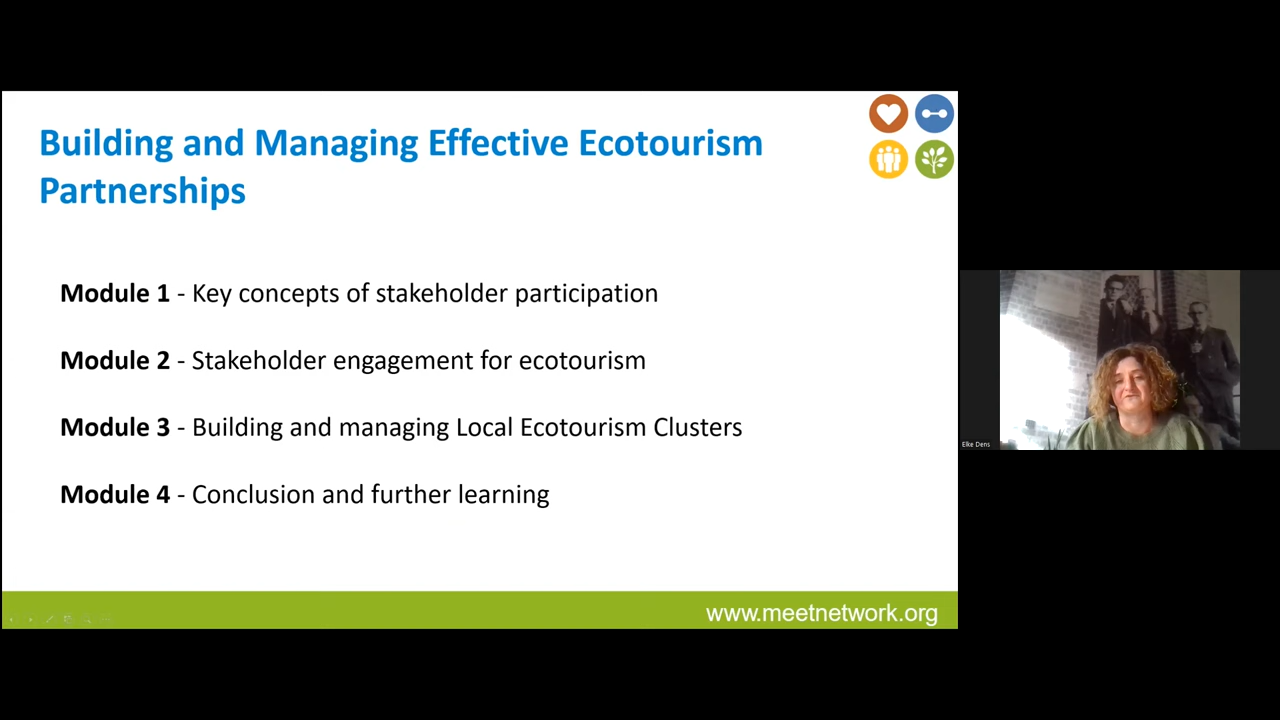 Building and Managing Effective Ecotourism
Partnerships
Module 1 - Key concepts of stakeholder participation
Module 2 - Stakeholder engagement for ecotourism
Module 3 - Building and managing Local Ecotourism Clusters
Module 4 - Conclusion and further learning
www.meetnetwork.org
Elke Dens